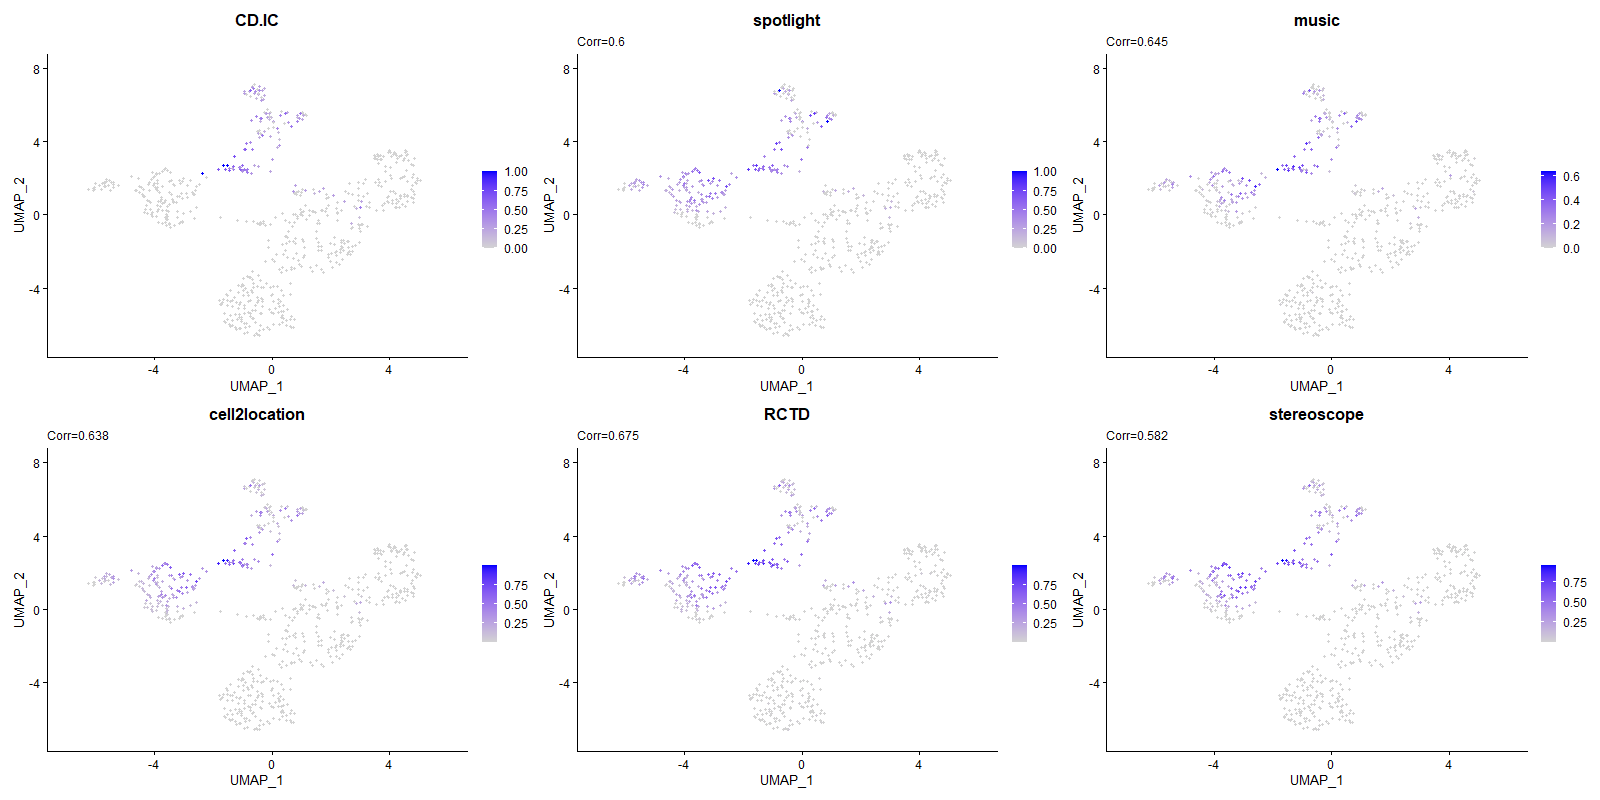 CD.IC
8
4
0
-4
UMAP_2
-4
0
4
UMAP_1
1.00
0.75
0.50
0.25
0.00
spotlight
Corr=0.6
8
4
0
-4
UMAP_2
-4
0
4
UMAP_1
1.00
0.75
0.50
0.25
0.00
music
Corr=0.645
8
4
0
-4
UMAP_2
-4
0
4
UMAP_1
0.6
0.4
0.2
0.0
cell2location
Corr=0.638
8
4
0
-4
UMAP_2
-4
0
4
UMAP_1
0.75
0.50
0.25
RCTD
Corr=0.675
8
4
0
-4
UMAP_2
-4
0
4
UMAP_1
0.75
0.50
0.25
stereoscope
Corr=0.582
8
4
0
-4
UMAP_2
-4
0
4
UMAP_1
0.75
0.50
0.25